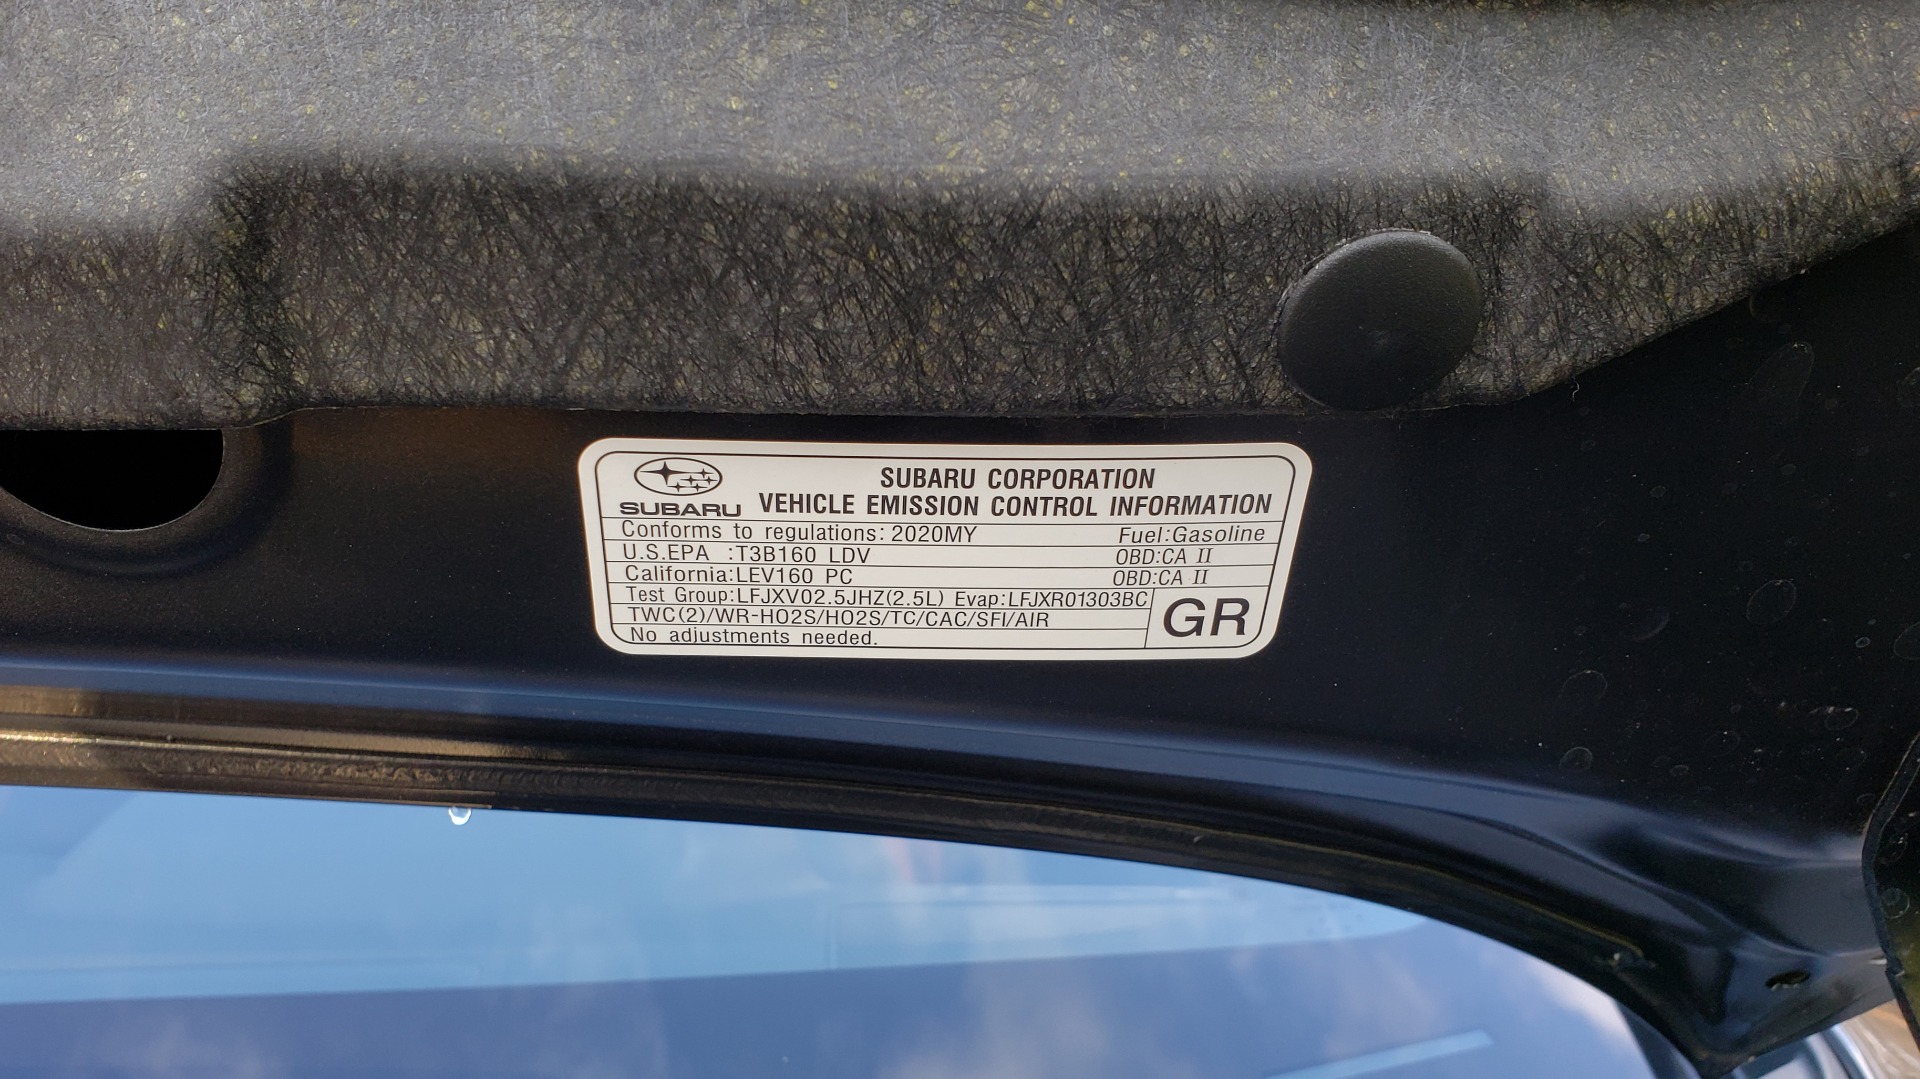 SUBARU
SUBARU CORPORATION
VEHICLE EMISSION CONTROL INFORMATION
Conforms to regulations: 2020MY Fuel:Gasoline
U.S.EPA :T3B160 LDV OBD:CA II
California:LEV160 PC OBD:CA II
Test Group:LFJXV02.5JHZ(2.5L) Evap:LFJXR01303BC
TWC(2)/WR-HO2S/HO2S/TC/CAC/SFI/AIR
No adjustments needed.
GR